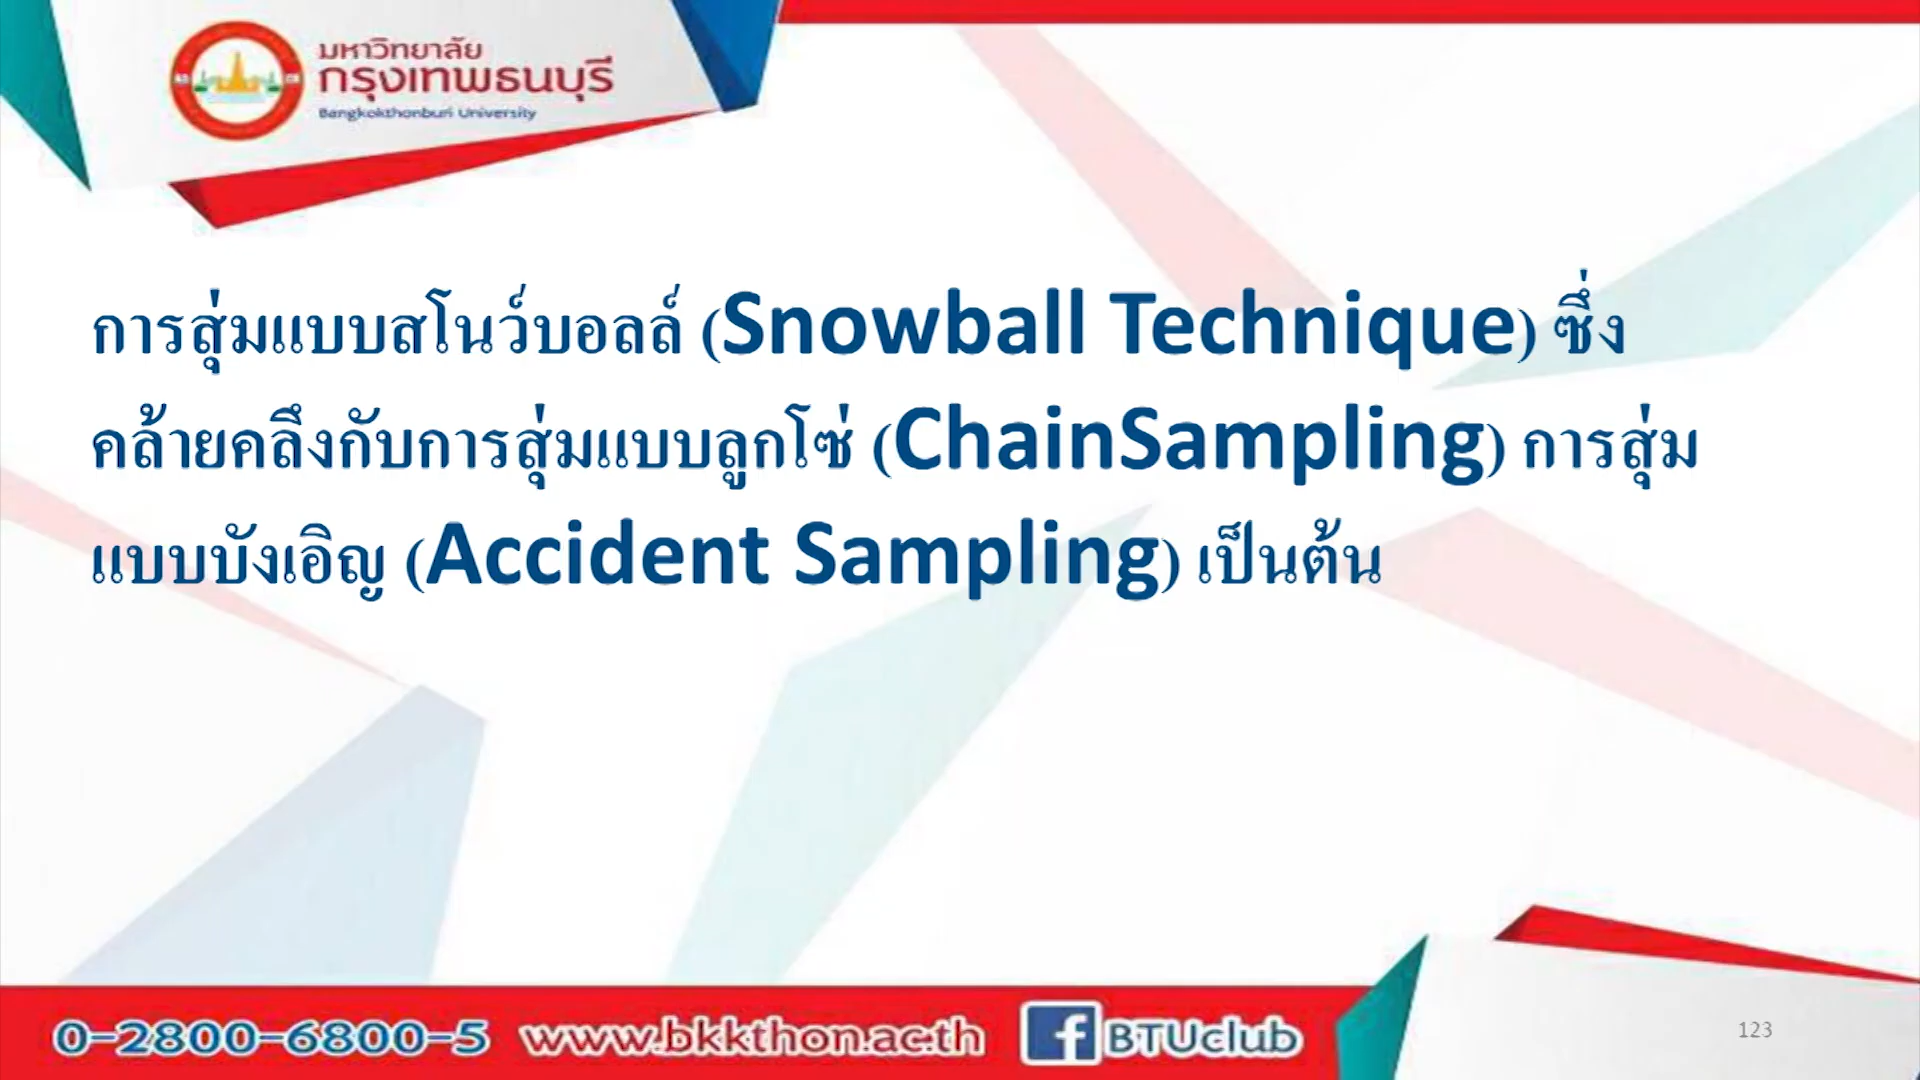 มหาวิทยาลัย
กรุงเทพธนบุรี
Bangkokthonburi University
การสุ่มแบบสโนว์บอลล์ (Snowball Technique) ซึ่ง
คล้ายคลึงกับการสุ่มแบบลูกโซ่ (ChainSampling) การสุ่ม
แบบบังเอิญ (Accident Sampling) เป็นต้น
0-2800-6800-5 www.bkkthon.ac.th f BTUclub
123